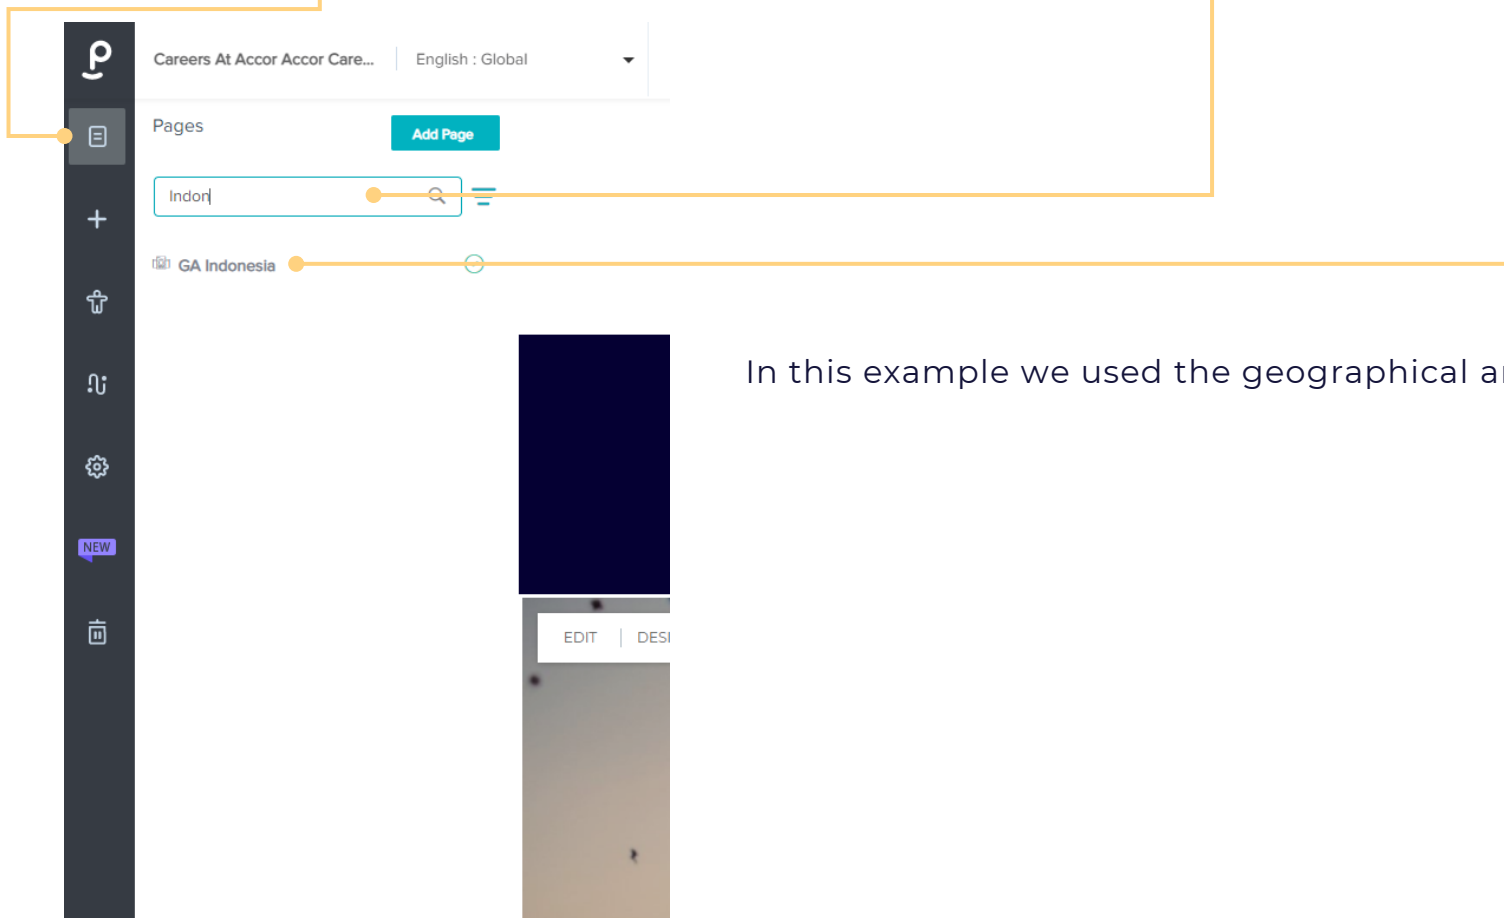 Careers At Accor Accor Care...
English : Global
Pages
Add Page
Indon
GA Indonesia
In this example we used the geographical
NEW
EDIT